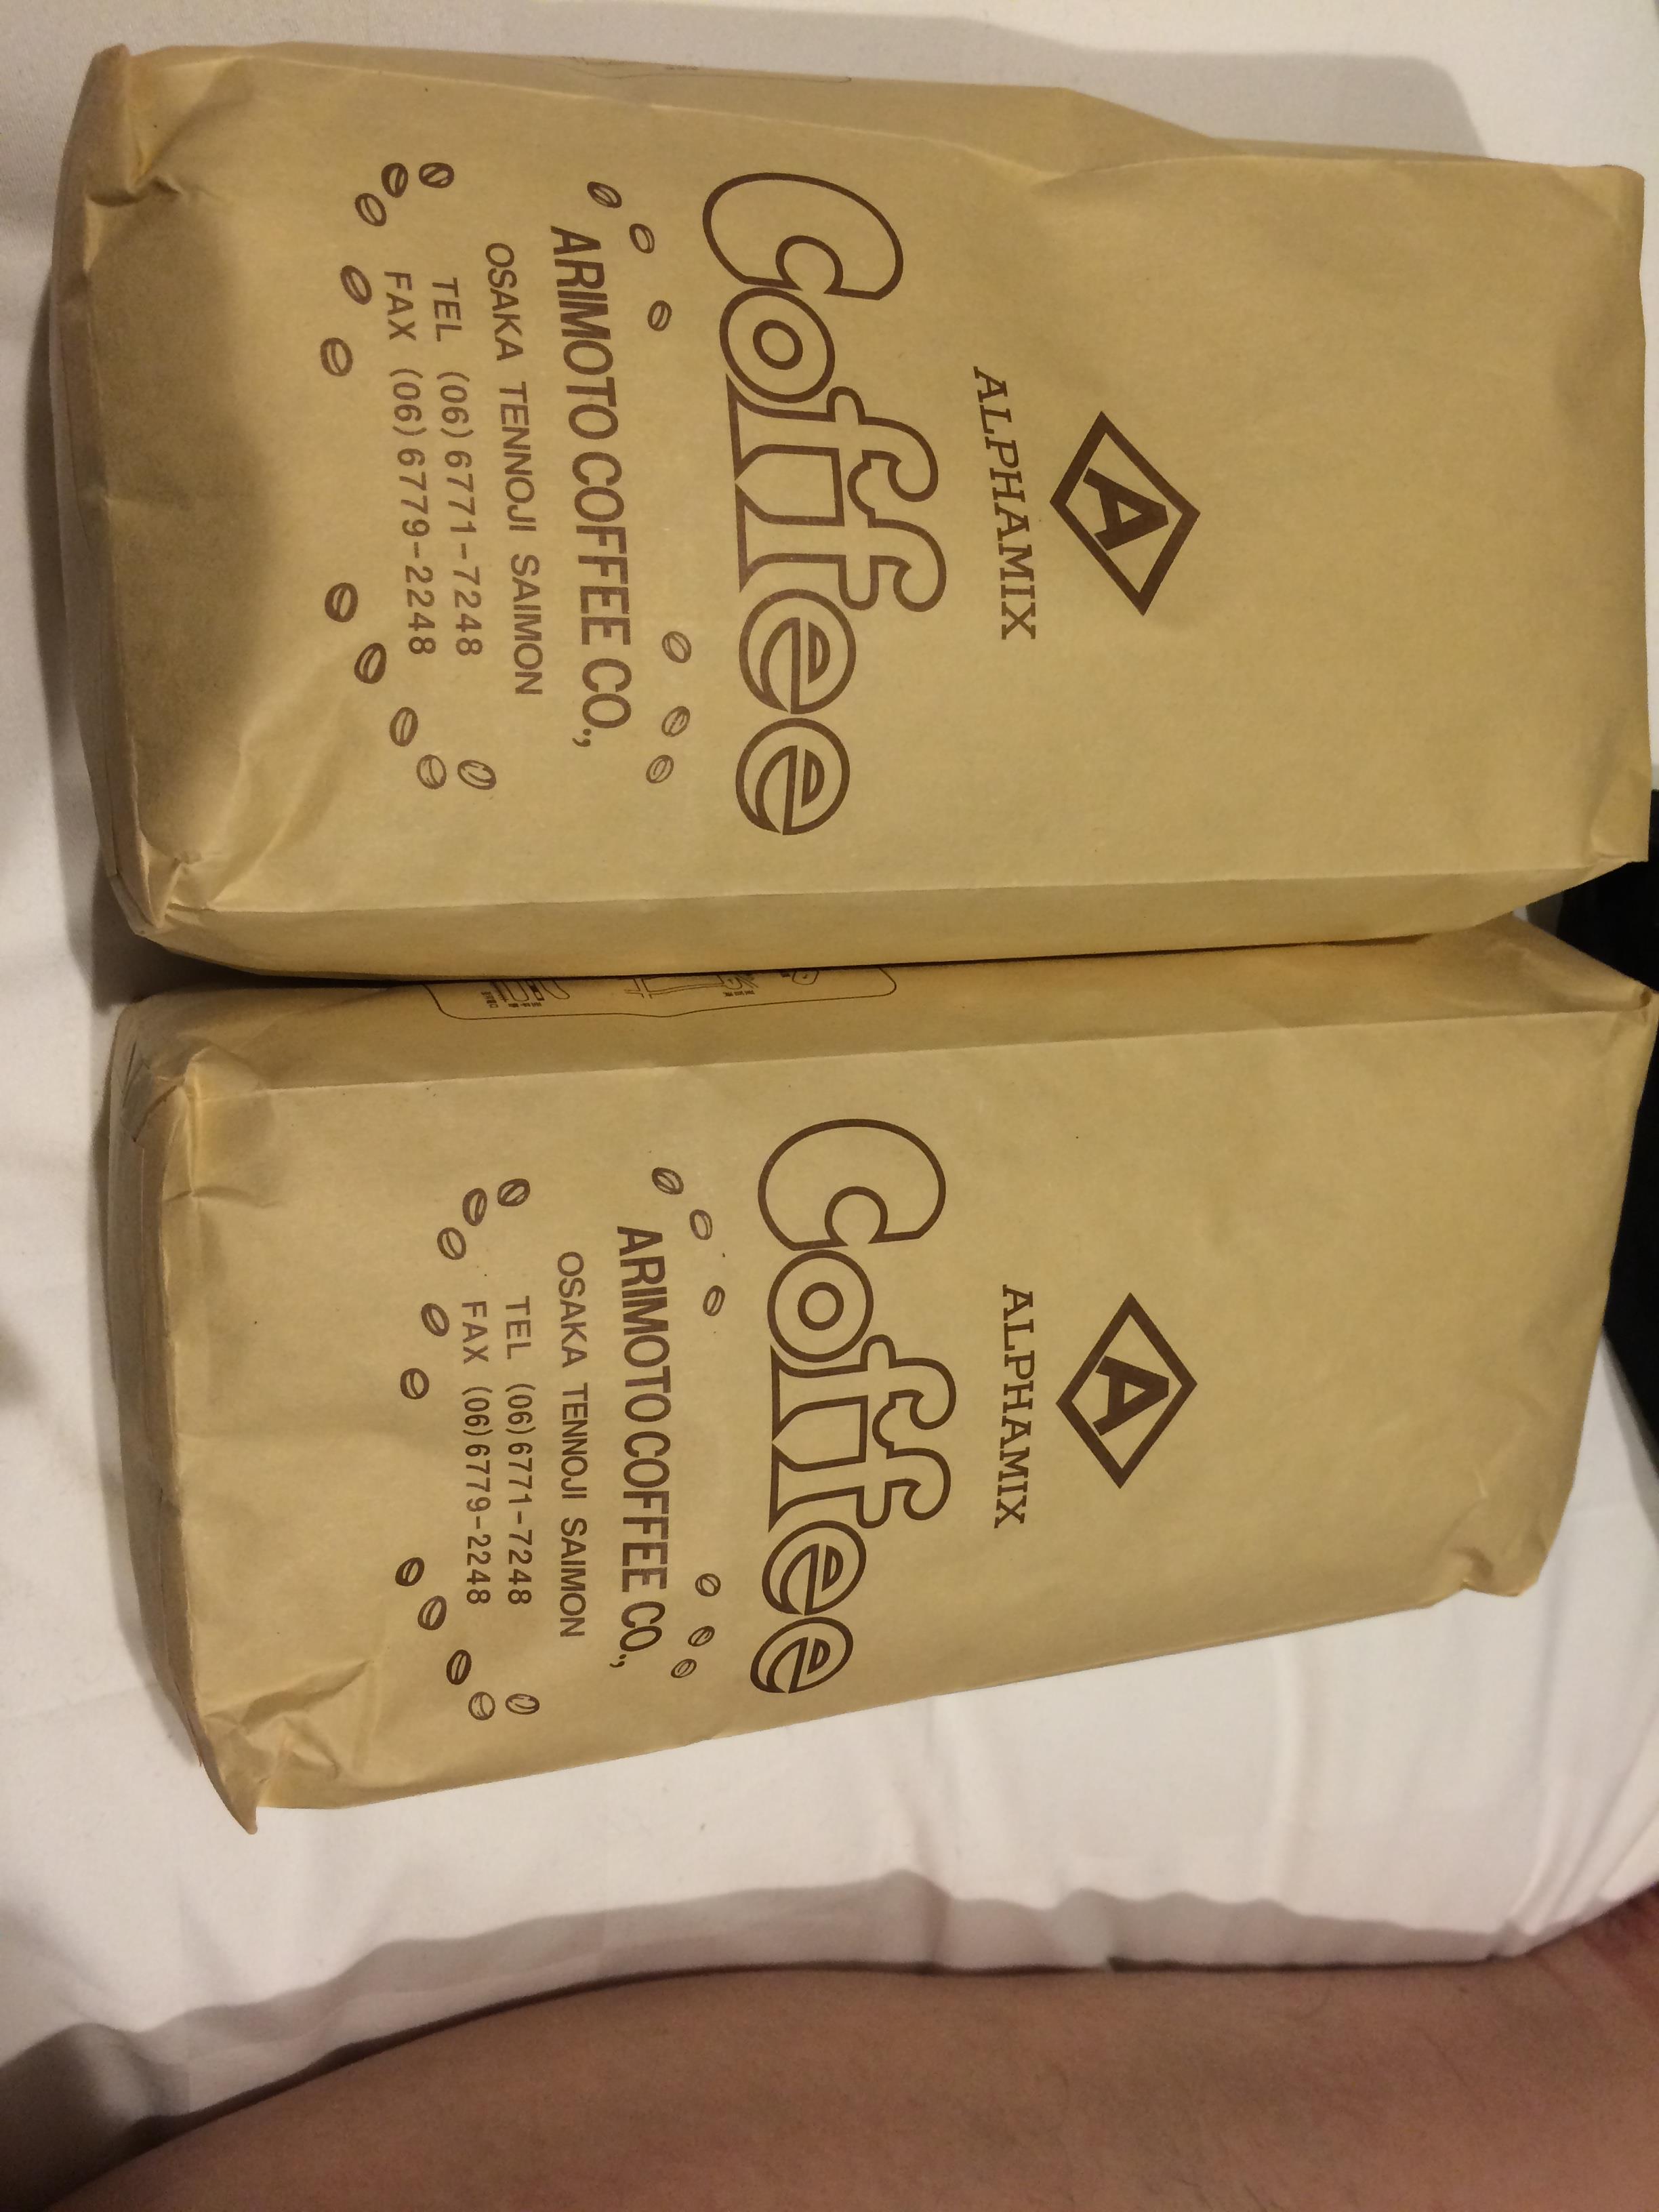 A
ALPHAMIX
Coffee
ARIMOTO COFFEE CO.,
OSAKA TENNOJI SAIMON
TEL (06)6771-7248
FAX (06)6779-2248
A
ALPHAMIX
Coffee
ARIMOTO COFFEE CO.,
OSAKA TENNOJI SAIMON
TEL (06)6771-7248
FAX (06)6779-2248